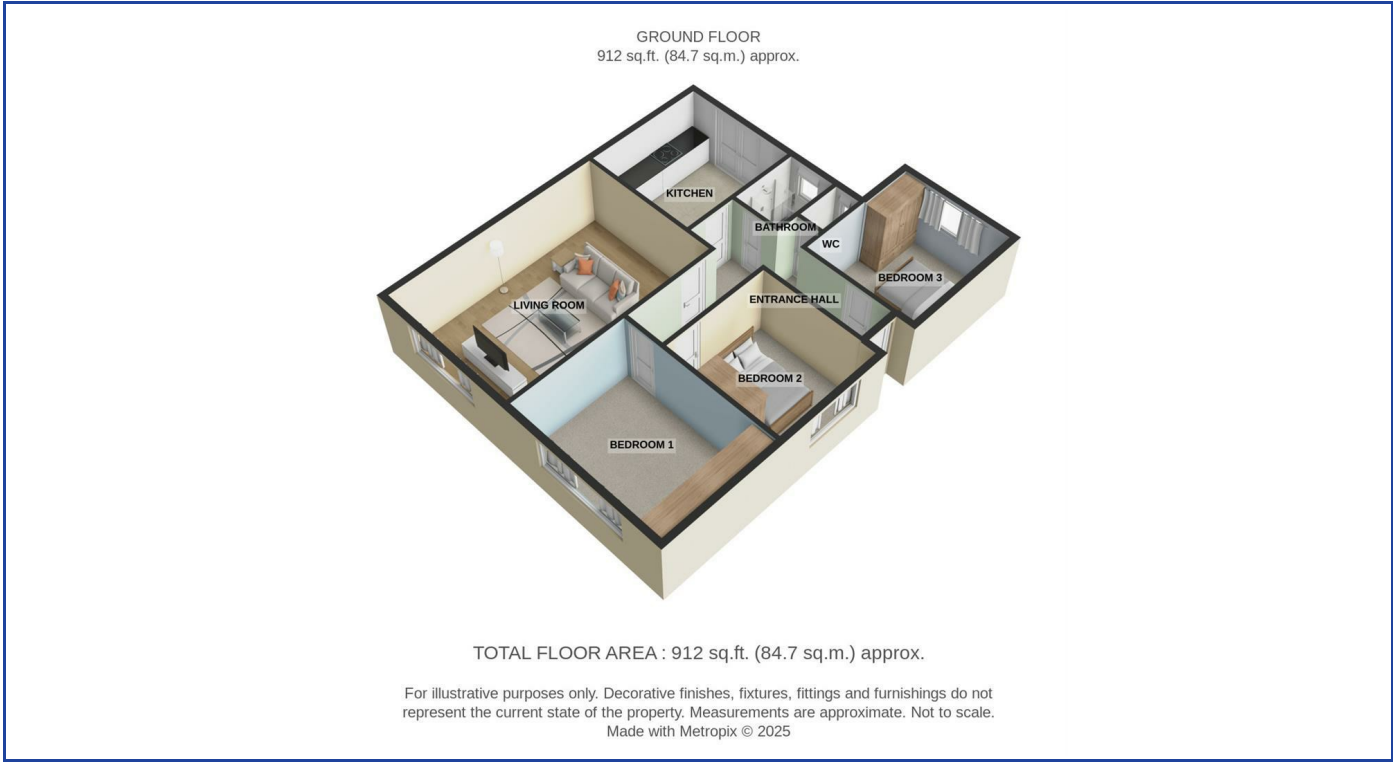 GROUND FLOOR
912 sq.ft. (84.7 sq.m.) approx.
KITCHEN
BATHROOM
WC
BEDROOM 3
ENTRANCE HALL
LIVING ROOM
BEDROOM 2
BEDROOM 1
TOTAL FLOOR AREA : 912 sq.ft. (84.7 sq.m.) approx.
For illustrative purposes only. Decorative finishes, fixtures, fittings and furnishings do not
represent the current state of the property. Measurements are approximate. Not to scale.
Made with Metropix © 2025